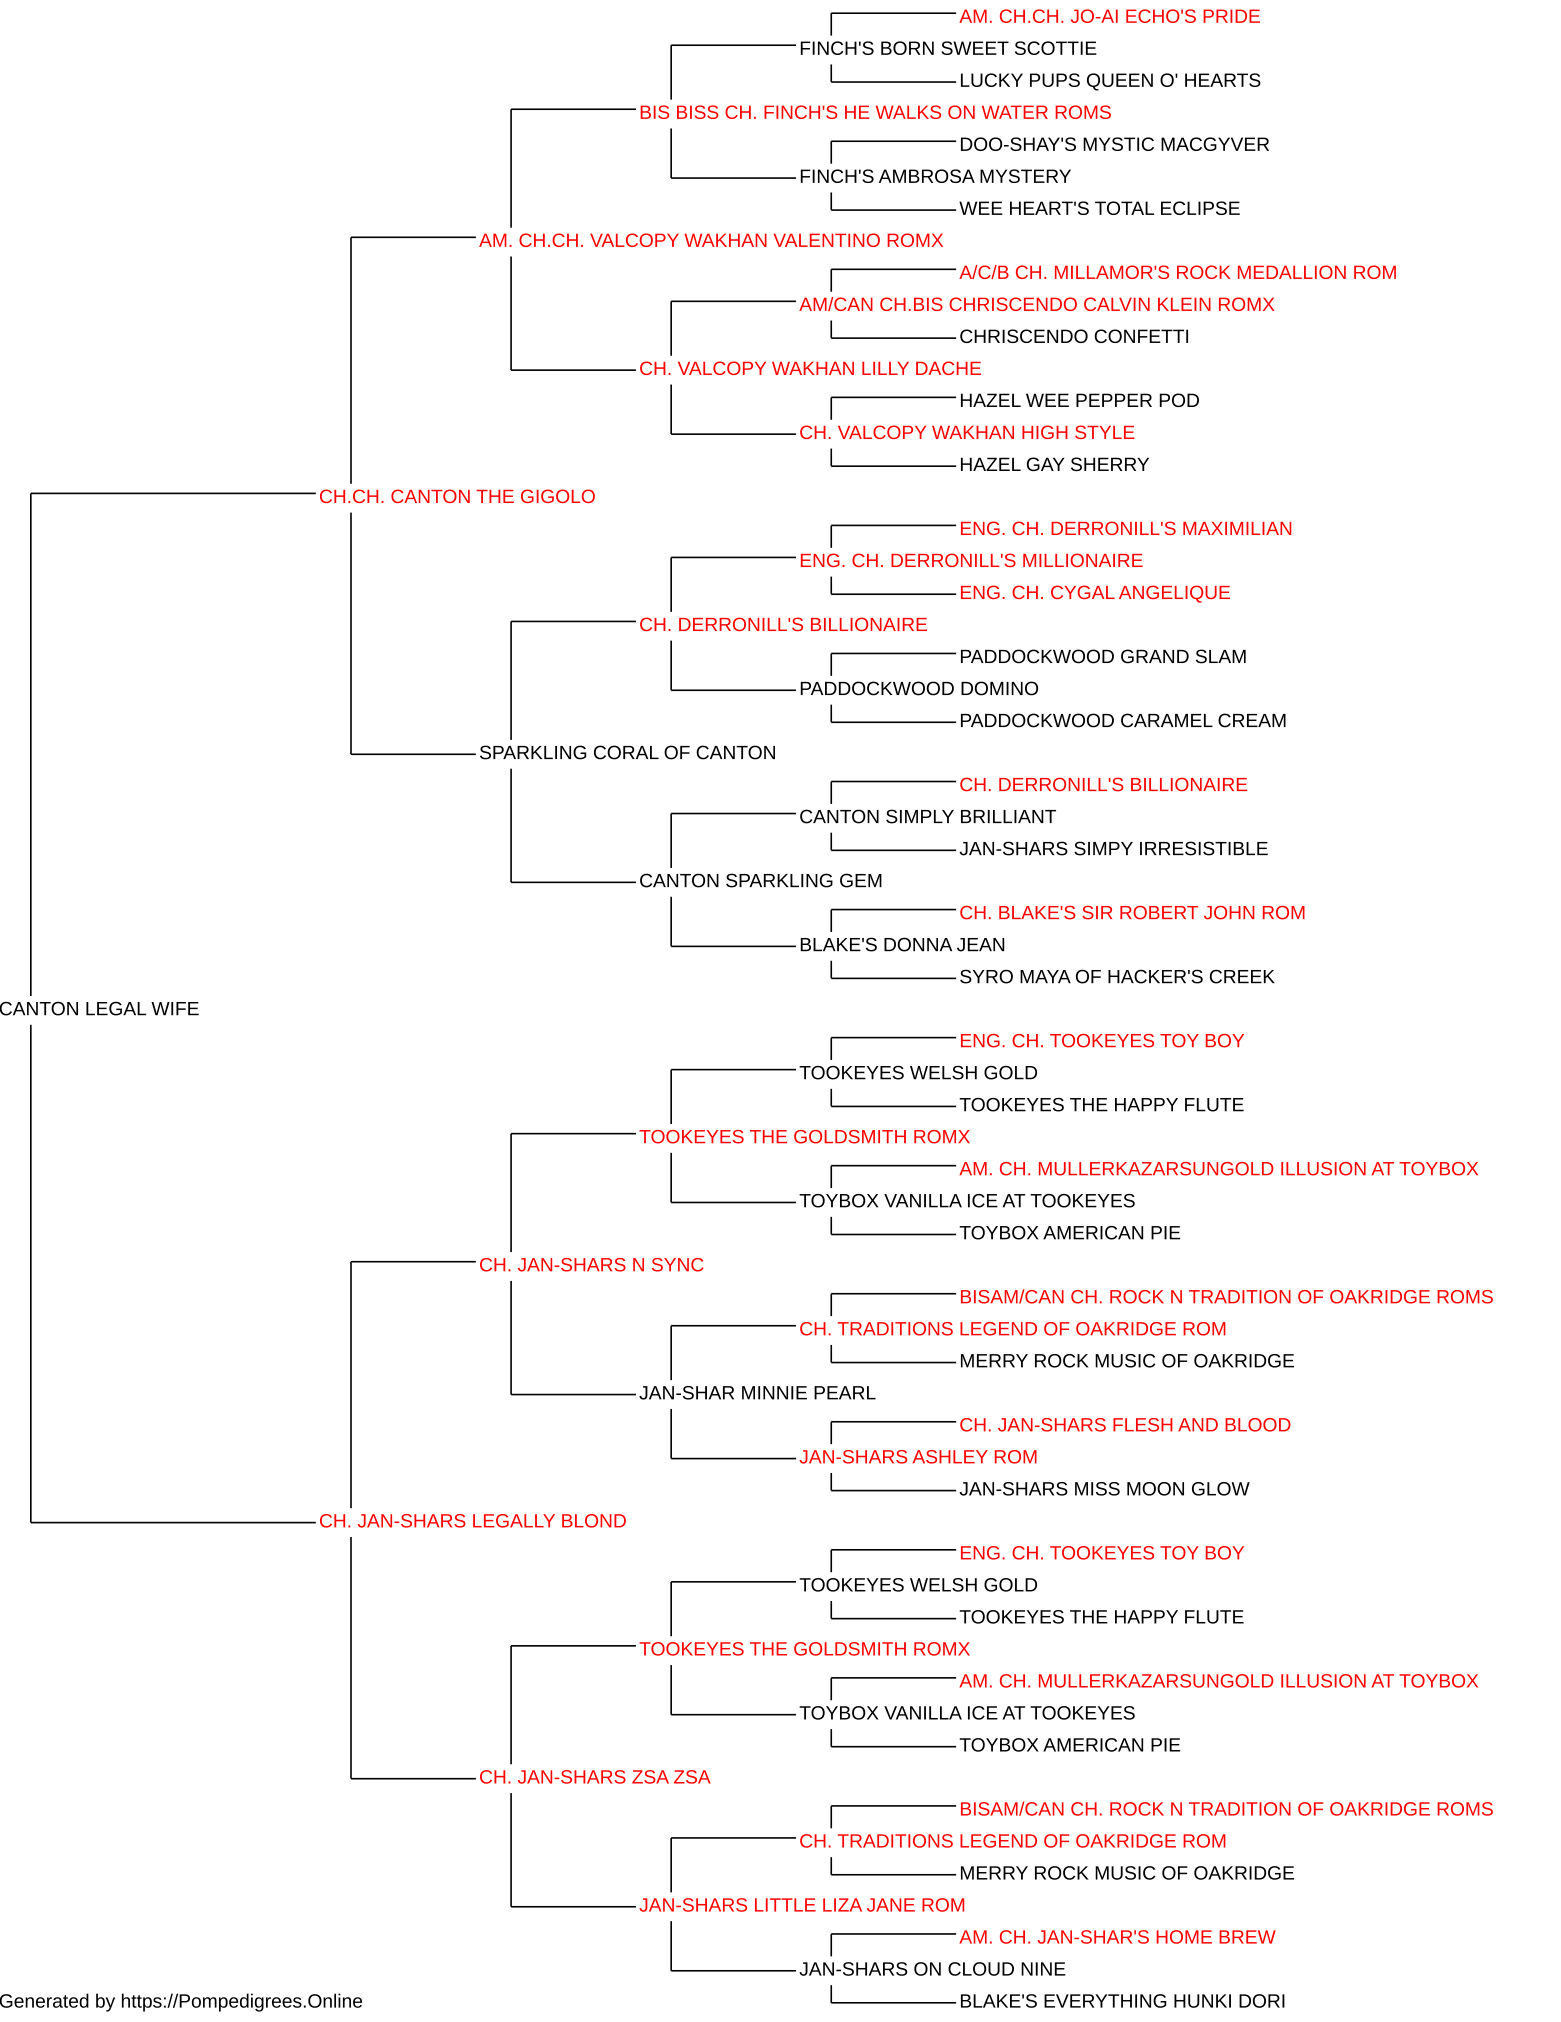 AM. CH.CH. JO-AI ECHO'S PRIDE
FINCH'S BORN SWEET SCOTTIE
LUCKY PUPS QUEEN O' HEARTS
BIS BISS CH. FINCH'S HE WALKS ON WATER ROMS
DOO-SHAY'S MYSTIC MACGYVER
FINCH'S AMBROSA MYSTERY
WEE HEART'S TOTAL ECLIPSE
AM. CH.CH. VALCOPY WAKHAN VALENTINO ROMX
A/C/B CH. MILLAMOR'S ROCK MEDALLION ROM
AM/CAN CH.BIS CHRISCENDO CALVIN KLEIN ROMX
CHRISCENDO CONFETTI
CH. VALCOPY WAKHAN LILLY DACHE
HAZEL WEE PEPPER POD
CH. VALCOPY WAKHAN HIGH STYLE
HAZEL GAY SHERRY
CH.CH. CANTON THE GIGOLO
ENG. CH. DERRONILL'S MAXIMILIAN
ENG. CH. DERRONILL'S MILLIONAIRE
ENG. CH. CYGAL ANGELIQUE
CH. DERRONILL'S BILLIONAIRE
PADDOCKWOOD GRAND SLAM
PADDOCKWOOD DOMINO
PADDOCKWOOD CARAMEL CREAM
SPARKLING CORAL OF CANTON
CH. DERRONILL'S BILLIONAIRE
CANTON SIMPLY BRILLIANT
JAN-SHARS SIMPY IRRESISTIBLE
CANTON SPARKLING GEM
CH. BLAKE'S SIR ROBERT JOHN ROM
BLAKE'S DONNA JEAN
SYRO MAYA OF HACKER'S CREEK
CANTON LEGAL WIFE
ENG. CH. TOOKEYES TOY BOY
TOOKEYES WELSH GOLD
TOOKEYES THE HAPPY FLUTE
TOOKEYES THE GOLDSMITH ROMX
AM. CH. MULLERKAZARSUNGOLD ILLUSION AT TOYBOX
TOYBOX VANILLA ICE AT TOOKEYES
TOYBOX AMERICAN PIE
CH. JAN-SHARS N SYNC
BISAM/CAN CH. ROCK N TRADITION OF OAKRIDGE ROMS
CH. TRADITIONS LEGEND OF OAKRIDGE ROM
MERRY ROCK MUSIC OF OAKRIDGE
JAN-SHAR MINNIE PEARL
CH. JAN-SHARS FLESH AND BLOOD
JAN-SHARS ASHLEY ROM
JAN-SHARS MISS MOON GLOW
CH. JAN-SHARS LEGALLY BLOND
ENG. CH. TOOKEYES TOY BOY
TOOKEYES WELSH GOLD
TOOKEYES THE HAPPY FLUTE
TOOKEYES THE GOLDSMITH ROMX
AM. CH. MULLERKAZARSUNGOLD ILLUSION AT TOYBOX
TOYBOX VANILLA ICE AT TOOKEYES
TOYBOX AMERICAN PIE
CH. JAN-SHARS ZSA ZSA
BISAM/CAN CH. ROCK N TRADITION OF OAKRIDGE ROMS
CH. TRADITIONS LEGEND OF OAKRIDGE ROM
MERRY ROCK MUSIC OF OAKRIDGE
JAN-SHARS LITTLE LIZA JANE ROM
AM. CH. JAN-SHAR'S HOME BREW
JAN-SHARS ON CLOUD NINE
BLAKE'S EVERYTHING HUNKI DORI
Generated by https://Pompedigrees.Online